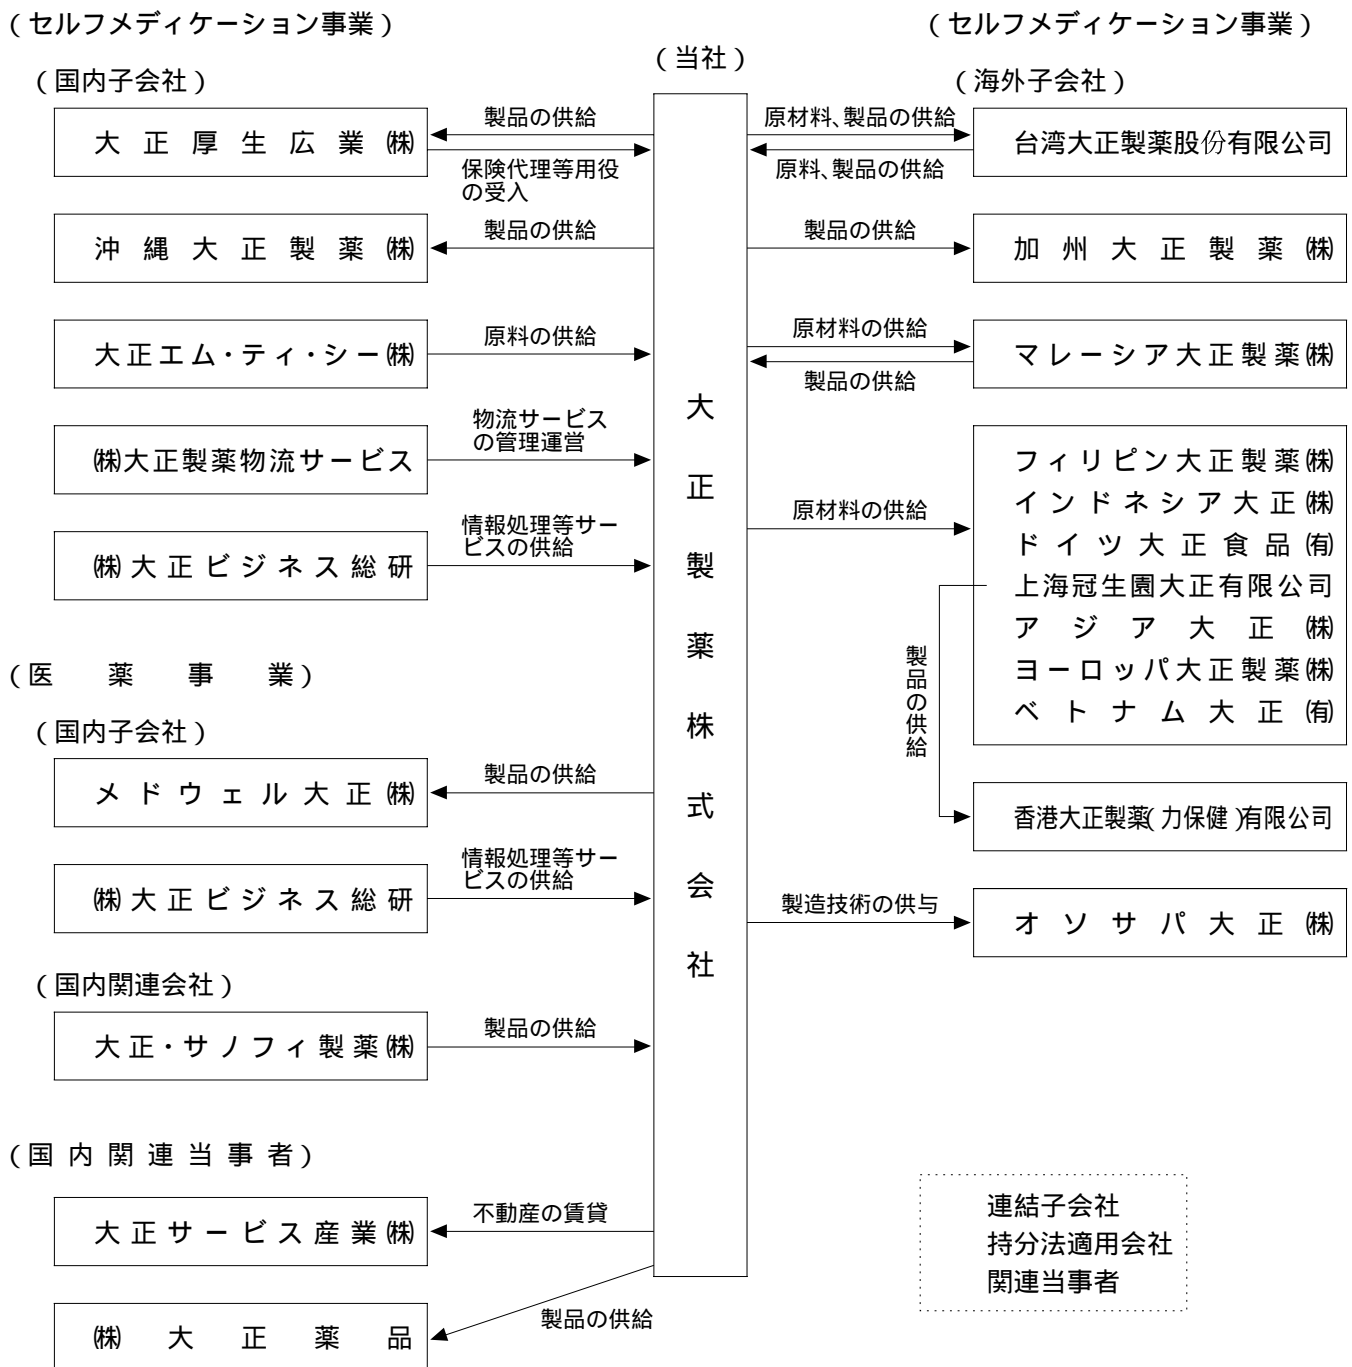 (セルフメディケーション事業)
(国内子会社)
大正厚生広業㈱
製品の供給
保険代理等用役
の受入
沖縄大正製薬㈱
製品の供給
大正エム・ティ・シー㈱
原料の供給
㈱大正製薬物流サービス
物流サービス
の管理運営
㈱大正ビジネス総研
情報処理等サー
ビスの供給
(医薬事業)
(国内子会社)
メドウェル大正㈱
製品の供給
㈱大正ビジネス総研
情報処理等サー
ビスの供給
(国内関連会社)
大正・サノフィ製薬㈱
製品の供給
(国内関連当事者)
大正サービス産業㈱
不動産の賃貸
㈱大正薬品
製品の供給
(当社)
大正製薬株式会社
(セルフメディケーション事業)
(海外子会社)
原材料、製品の供給
原料、製品の供給
台湾大正製薬股份有限公司
製品の供給
加州大正製薬㈱
原材料の供給
製品の供給
マレーシア大正製薬㈱
原材料の供給
フィリピン大正製薬㈱
インドネシア大正㈱
ドイツ大正食品㈲
上海冠生園大正有限公司
アジア大正㈱
ヨーロッパ大正製薬㈱
ベトナム大正㈲
製品の供給
香港大正製薬(力保健)有限公司
製造技術の供与
オソサパ大正㈱
連結子会社
持分法適用会社
関連当事者